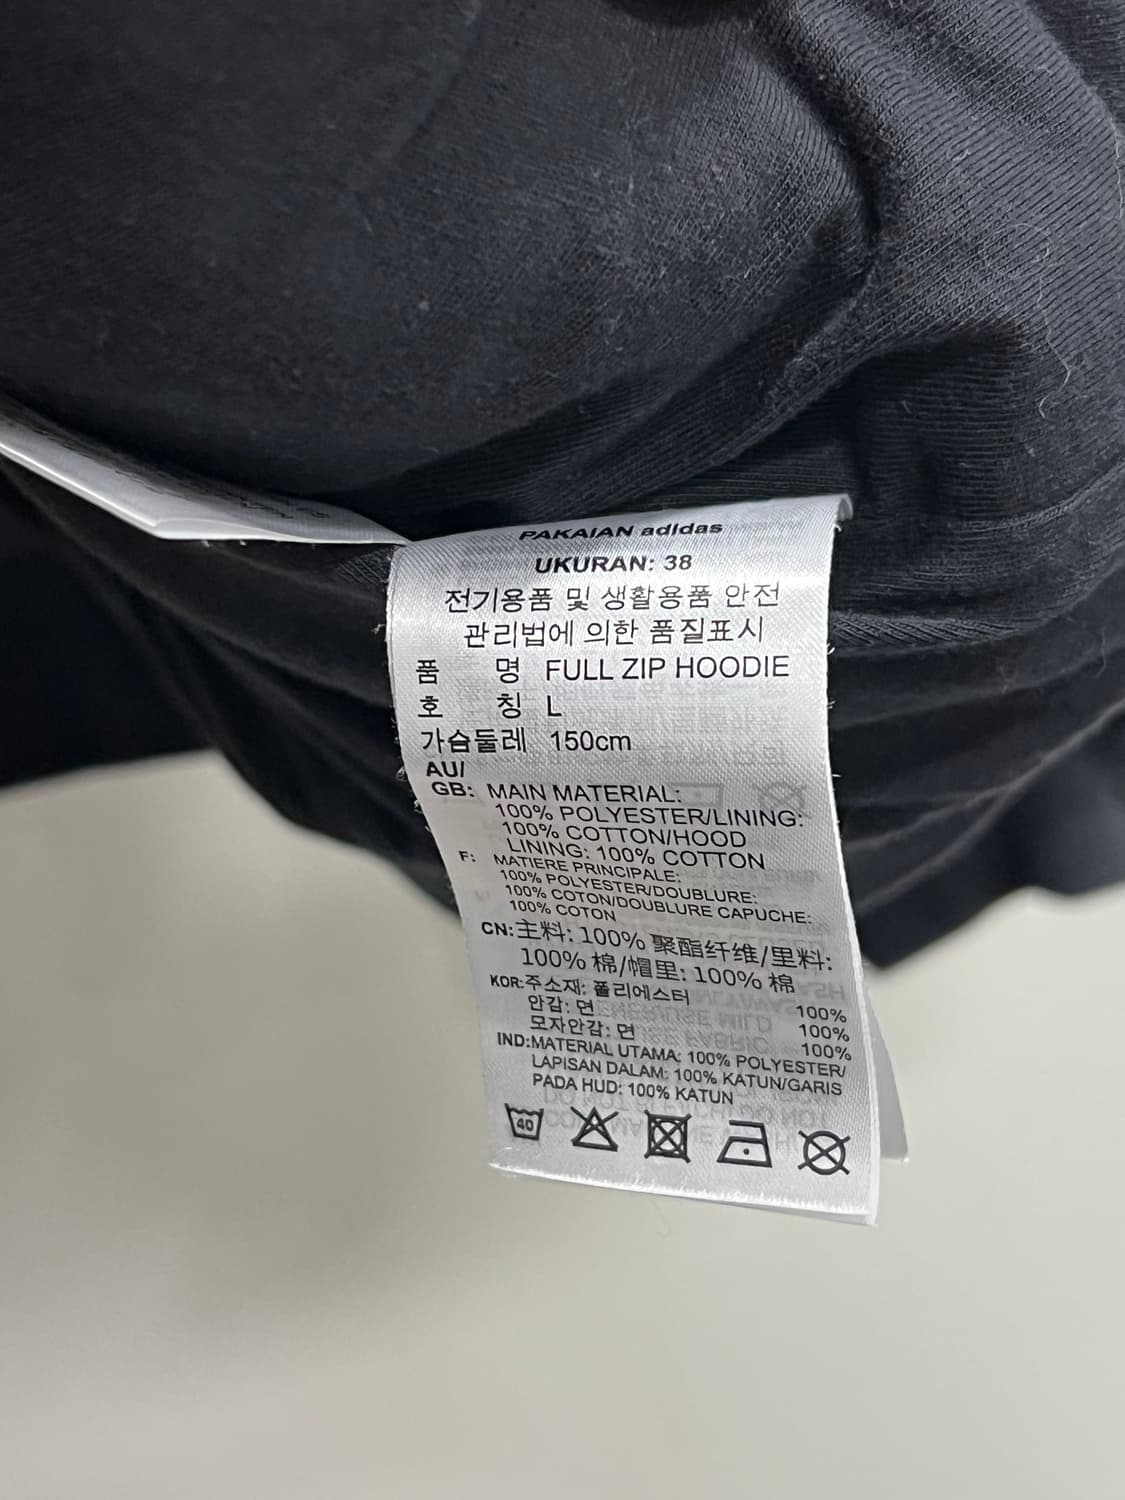 PAKAIAN adidas
UKURAN: 38
전기용품 및 생활용품 안전
관리법에 의한 품질표시
품 명 FULL ZIP HOODIE
호 칭 L
가슴둘레 150cm
AU/
GB: MAIN MATERIAL:
100% POLYESTER/LINING:
100% COTTON/HOOD
LINING: 100% COTTON
F: MATIERE PRINCIPALE:
100% POLYESTER/DOUBLURE:
100% COTON/DOUBLURE CAPUCHE:
100% COTON
CN:主料: 100% 聚酯纤维/里料:
100% 棉/帽里: 100% 棉
KOR:주소재: 폴리에스터 100%
안감: 면 100%
모자안감: 면 100%
IND:MATERIAL UTAMA: 100% POLYESTER/
LAPISAN DALAM: 100% KATUN/GARIS
PADA HUD: 100% KATUN
40